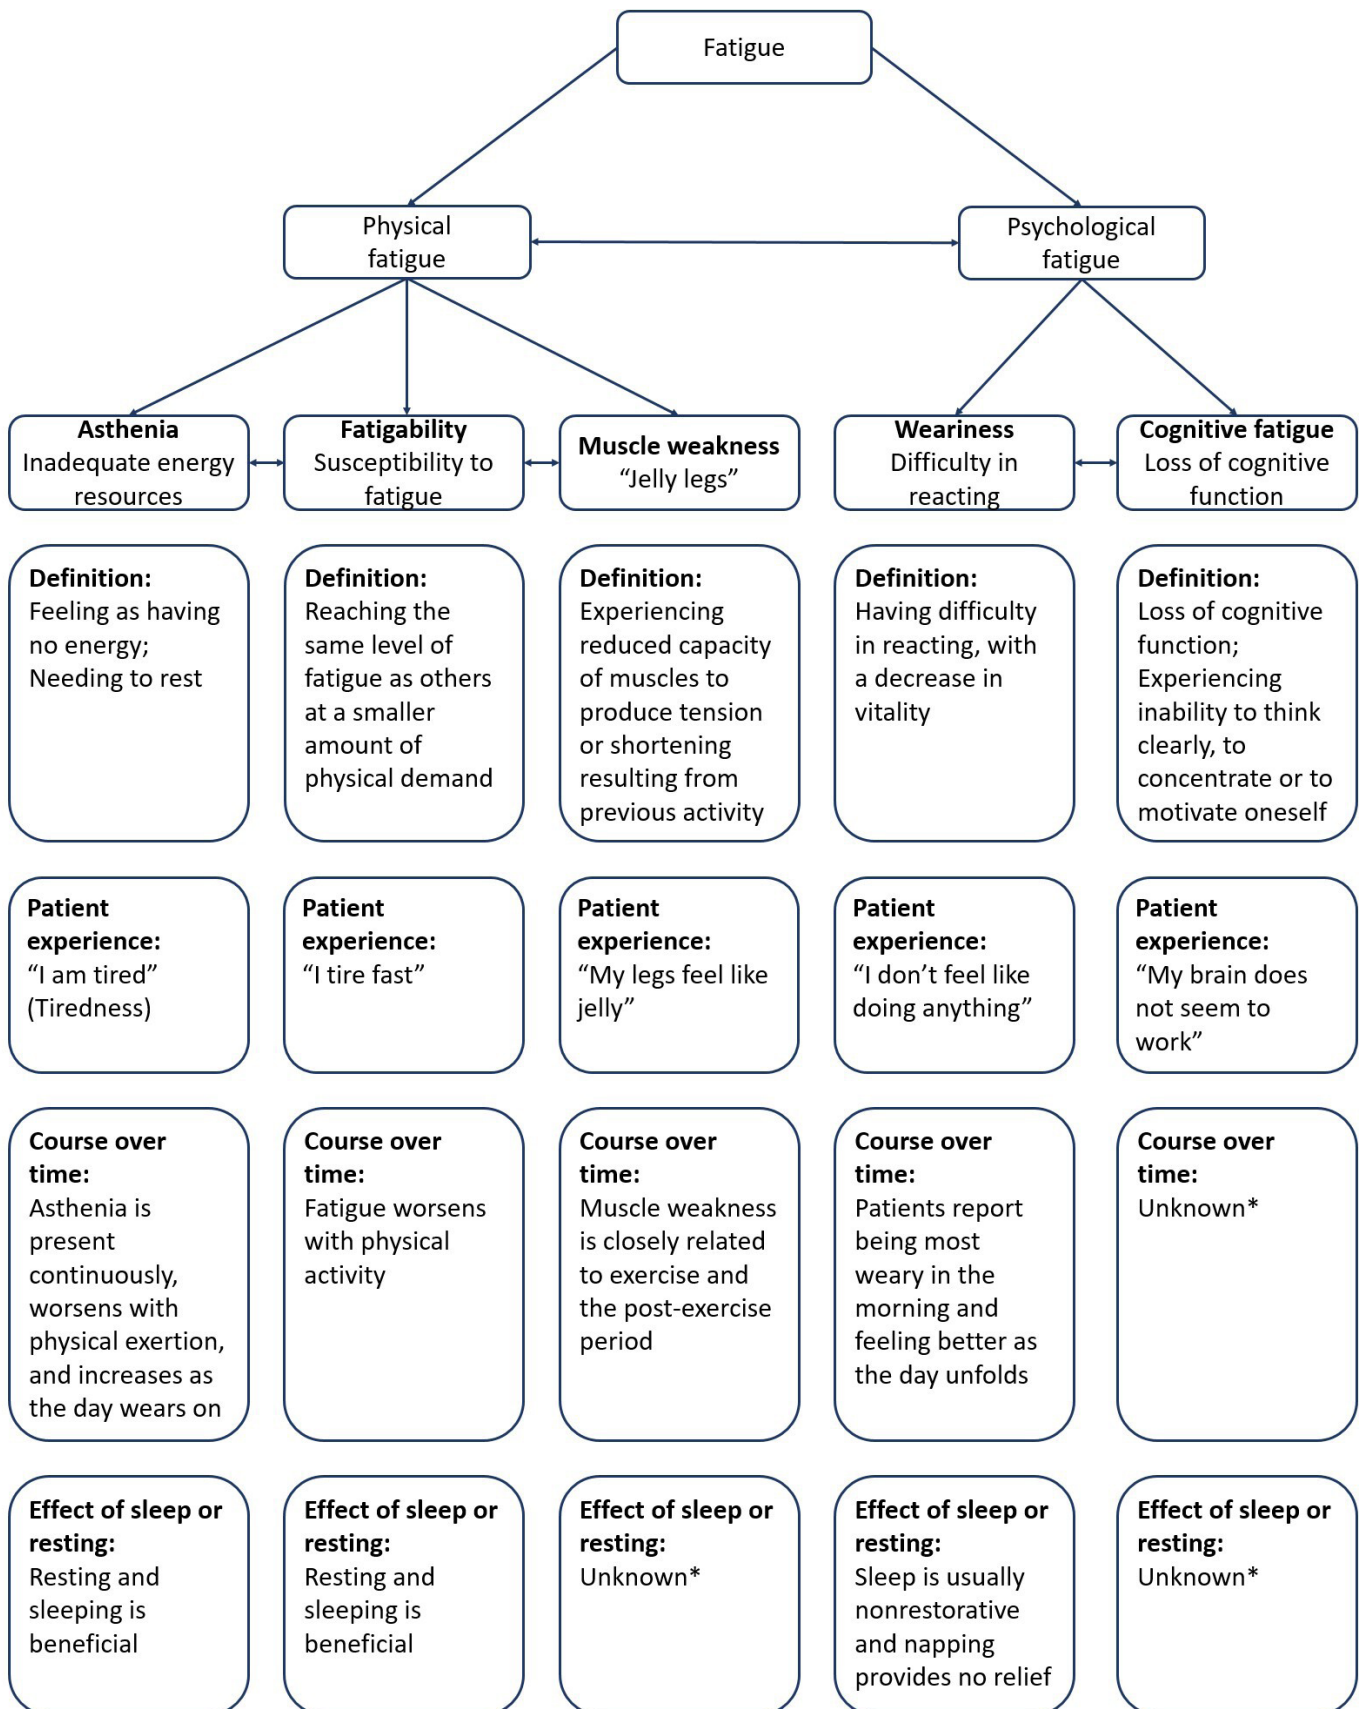 Fatigue
Physical
fatigue
Psychological
fatigue
Asthenia
Inadequate energy
resources
Fatigability
Susceptibility to
fatigue
Muscle weakness
“Jelly legs”
Weariness
Difficulty in
reacting
Cognitive fatigue
Loss of cognitive
function
Definition:
Feeling as having
no energy;
Needing to rest
Definition:
Reaching the
same level of
fatigue as others
at a smaller
amount of
physical demand
Definition:
Experiencing
reduced capacity
of muscles to
produce tension
or shortening
resulting from
previous activity
Definition:
Having difficulty
in reacting, with
a decrease in
vitality
Definition:
Loss of cognitive
function;
Experiencing
inability to think
clearly, to
concentrate or to
motivate oneself
Patient
experience:
“I am tired”
(Tiredness)
Patient
experience:
“I tire fast”
Patient
experience:
“My legs feel like
jelly”
Patient
experience:
“I don’t feel like
doing anything”
Patient
experience:
“My brain does
not seem to
work”
Course over
time:
Asthenia is
present
continuously,
worsens with
physical exertion,
and increases as
the day wears on
Course over
time:
Fatigue worsens
with physical
activity
Course over
time:
Muscle weakness
is closely related
to exercise and
the post-exercise
period
Course over
time:
Patients report
being most
weary in the
morning and
feeling better as
the day unfolds
Course over
time:
Unknown*
Effect of sleep or
resting:
Resting and
sleeping is
beneficial
Effect of sleep or
resting:
Resting and
sleeping is
beneficial
Effect of sleep or
resting:
Unknown*
Effect of sleep or
resting:
Sleep is usually
nonrestorative
and napping
provides no relief
Effect of sleep or
resting:
Unknown*